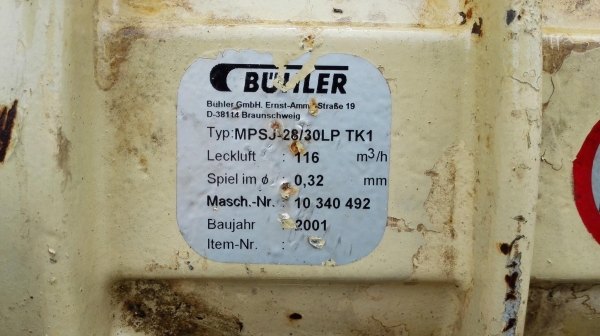 BÜHLER
Buhler GmbH. Ernst-Amme-Straße 19
D-38114 Braunschweig
Typ:MPSJ-28/30LP TK1
Leckluft : 116 m³/h
Spiel im ø : 0,32 mm
Masch.-Nr. : 10 340 492
Baujahr : 2001
Item-Nr. :